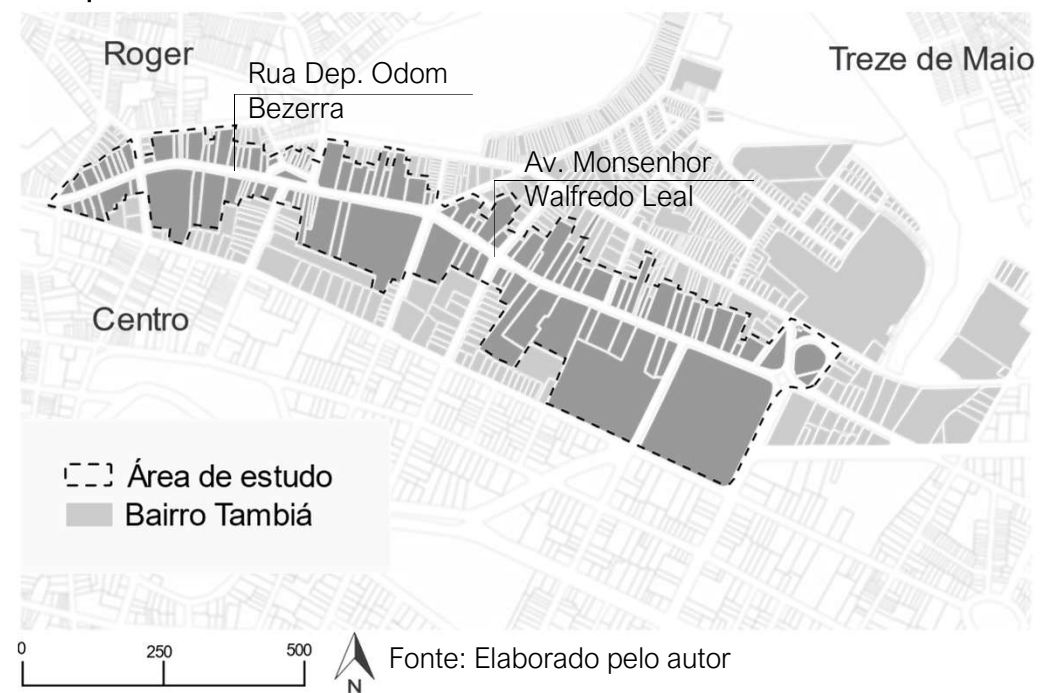 Roger
Treze de Maio
Rua Dep. Odom
Bezerra
Av. Monsenhor
Walfredo Leal
Centro
Área de estudo
Bairro Tambiá
0 250 500
N
Fonte: Elaborado pelo autor